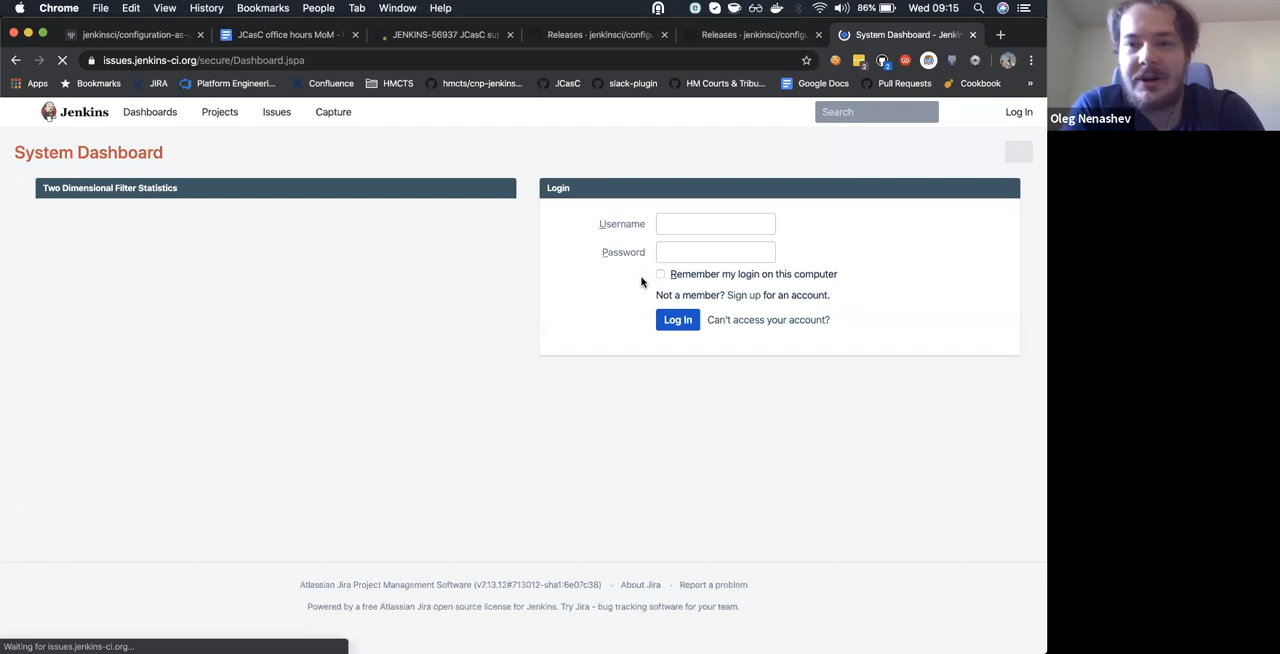 Chrome File Edit View History Bookmarks People Tab Window Help 86% Wed 09:15
jenkinsci/configuration-as- JCasC office hours MoM - JENKINS-56937 JCasC su Releases · jenkinsci/configu Releases · jenkinsci/config System Dashboard - Jenki
issues.jenkins-ci.org/secure/Dashboard.jspa
Apps Bookmarks JIRA Platform Engineeri... Confluence HMCTS hmcts/cnp-jenkins... JCasC slack-plugin HM Courts & Tribu... Google Docs Pull Requests Cookbook »
Jenkins Dashboards Projects Issues Capture Search Log In
Oleg Nenashev
System Dashboard
Two Dimensional Filter Statistics
Login
Username
Password
Remember my login on this computer
Not a member? Sign up for an account.
Log In Can't access your account?
Atlassian Jira Project Management Software (v7.13.12#713012-sha1:6e07c38) · About Jira · Report a problem
Powered by a free Atlassian Jira open source license for Jenkins. Try Jira - bug tracking software for your team.
Waiting for issues.jenkins-ci.org...